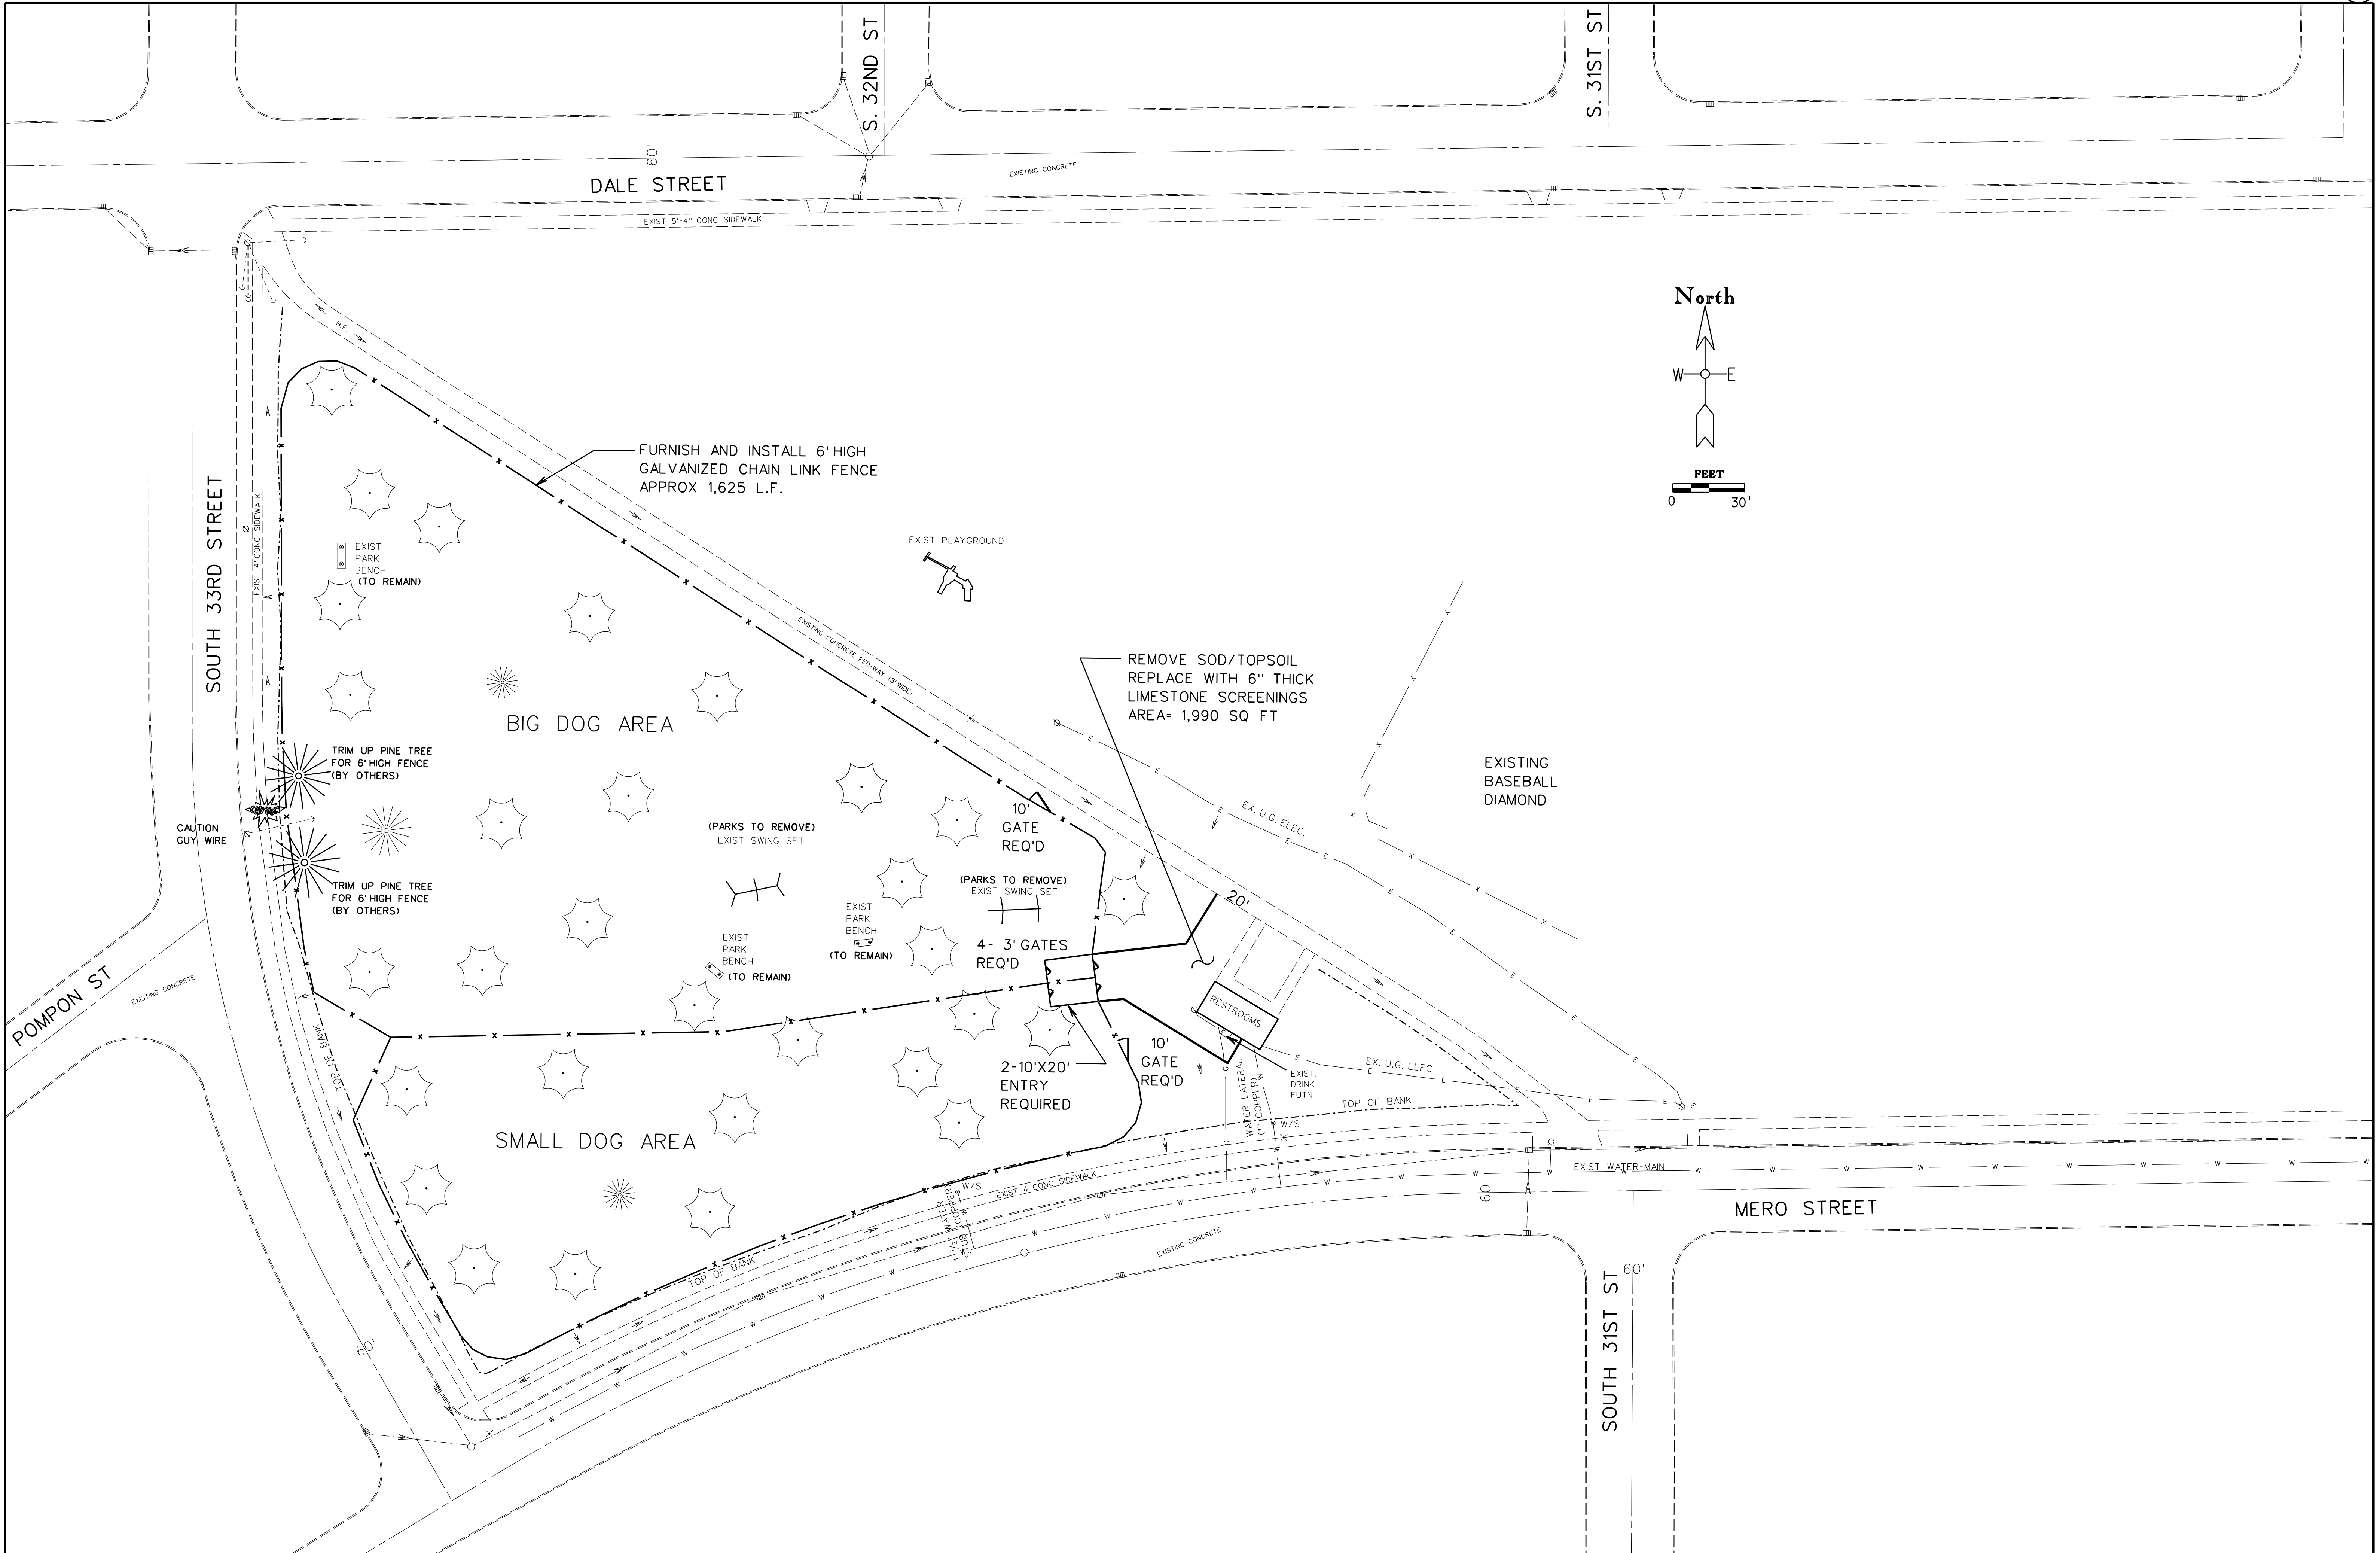 S. 32ND ST
S. 31ST ST
60'
DALE STREET
EXISTING CONCRETE
EXIST 5'-4" CONC SIDEWALK
North
W
E
FEET
0
30'
H.P.
FURNISH AND INSTALL 6' HIGH
GALVANIZED CHAIN LINK FENCE
APPROX 1,625 L.F.
SOUTH 33RD STREET
EXIST 4' CONC SIDEWALK
EXIST
PARK
BENCH
(TO REMAIN)
EXIST PLAYGROUND
EXISTING CONCRETE PED-WAY (8' WIDE)
REMOVE SOD/TOPSOIL
REPLACE WITH 6" THICK
LIMESTONE SCREENINGS
AREA= 1,990 SQ FT
BIG DOG AREA
TRIM UP PINE TREE
FOR 6' HIGH FENCE
(BY OTHERS)
EXISTING
BASEBALL
DIAMOND
EX. U.G. ELEC.
10'
GATE
REQ'D
CAUTION
GUY WIRE
(PARKS TO REMOVE)
EXIST SWING SET
TRIM UP PINE TREE
FOR 6' HIGH FENCE
(BY OTHERS)
(PARKS TO REMOVE)
EXIST SWING SET
20'
EXIST
PARK
BENCH
(TO REMAIN)
EXIST
PARK
BENCH
(TO REMAIN)
4- 3' GATES
REQ'D
POMPON ST
EXISTING CONCRETE
RESTROOMS
TOP OF BANK
2-10'X20'
ENTRY
REQUIRED
10'
GATE
REQ'D
EX. U.G. ELEC.
EXIST.
DRINK
FUTN
WATER LATERAL
(1" COPPER)
TOP OF BANK
W/S
SMALL DOG AREA
EXIST WATER-MAIN
EXIST 4' CONC SIDEWALK
W/S
1 1/2" WATER
STUB (COPPER)
60'
MERO STREET
EXISTING CONCRETE
TOP OF BANK
60'
60'
SOUTH 31ST ST